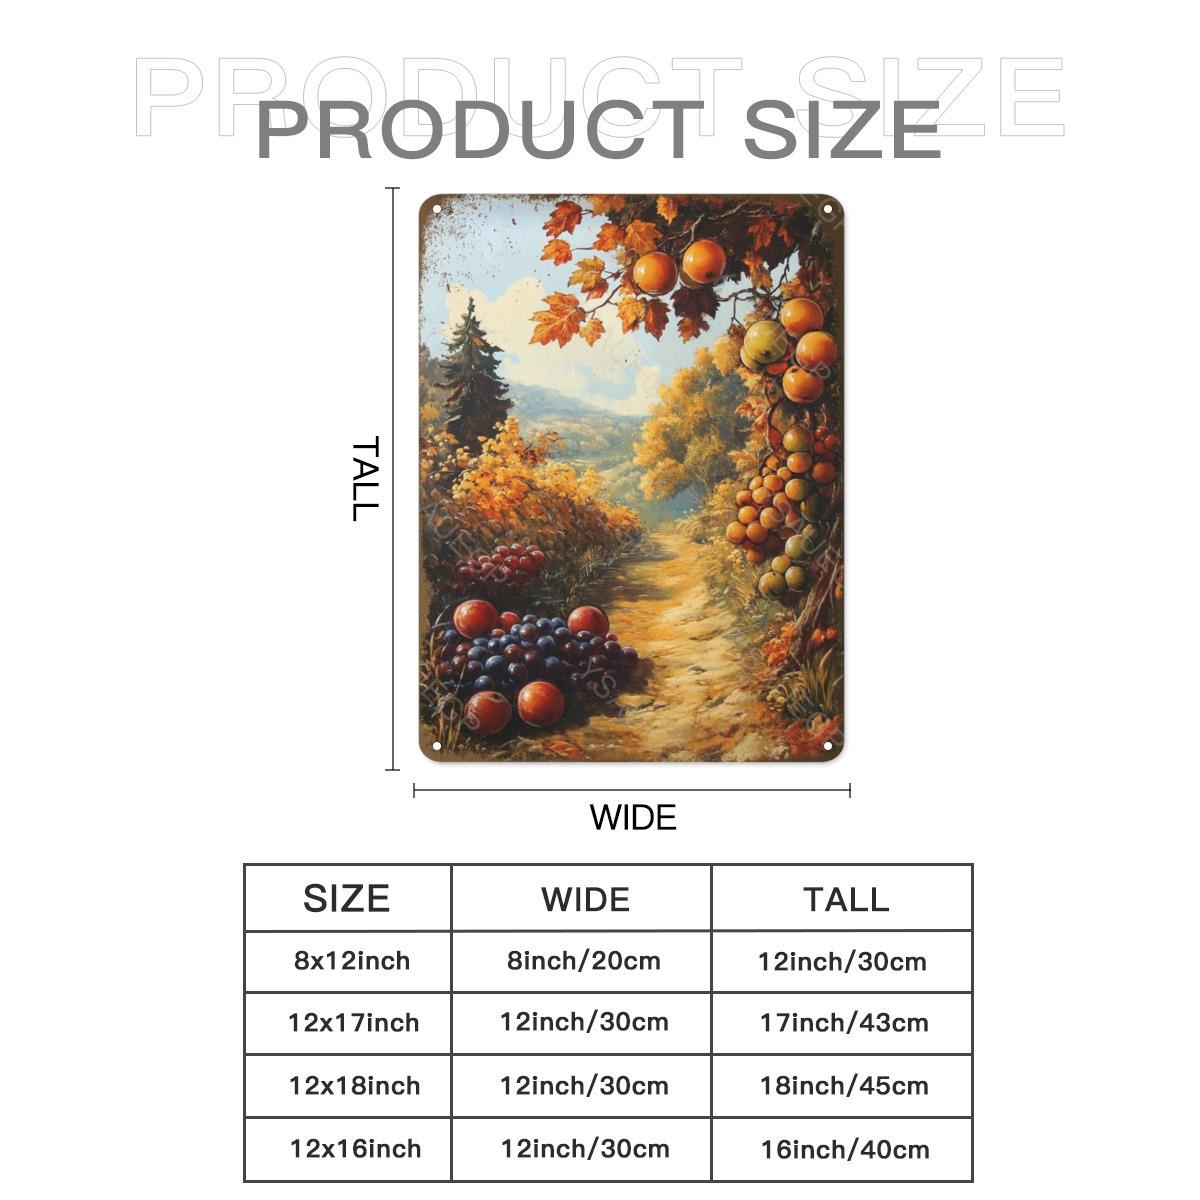 PRODUCT SIZE
PRODUCT SIZE
TALL
WIDE
SIZE WIDE TALL
8x12inch 8inch/20cm 12inch/30cm
12x17inch 12inch/30cm 17inch/43cm
12x18inch 12inch/30cm 18inch/45cm
12x16inch 12inch/30cm 16inch/40cm